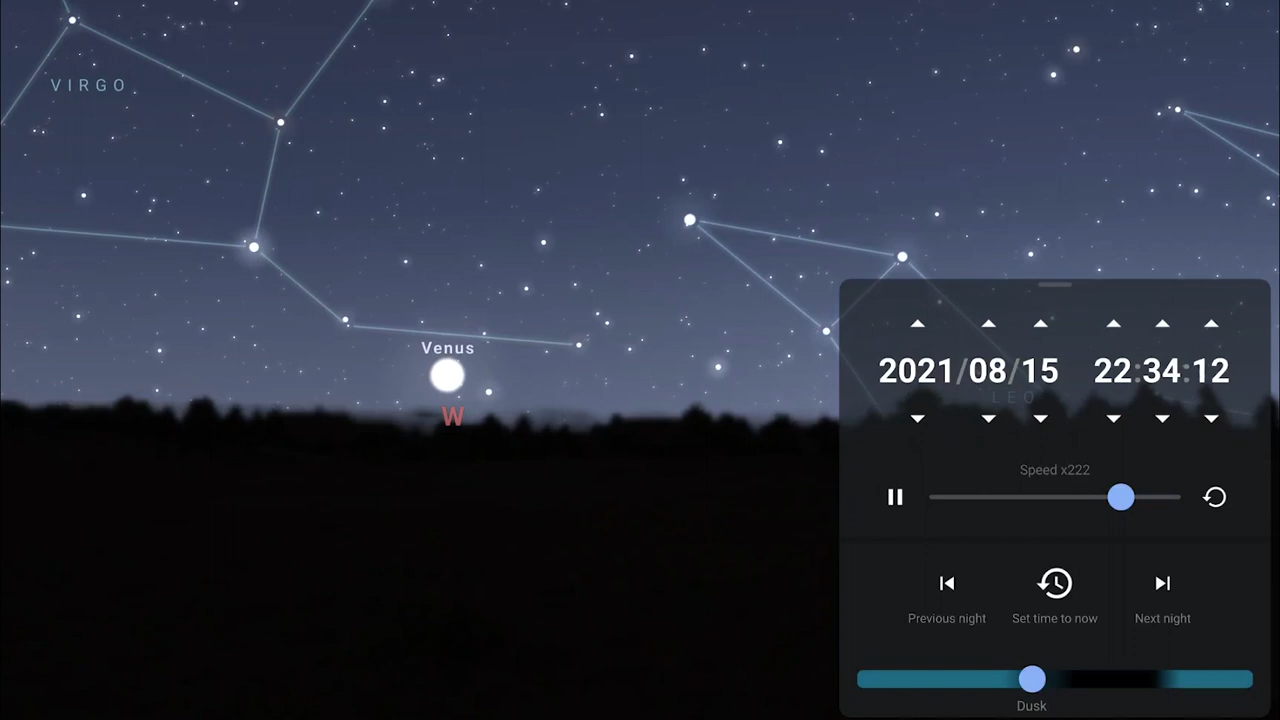 VIRGO
Venus
W
2021/08/15 22:34:12
LEO
Speed x222
Previous night Set time to now Next night
Dusk